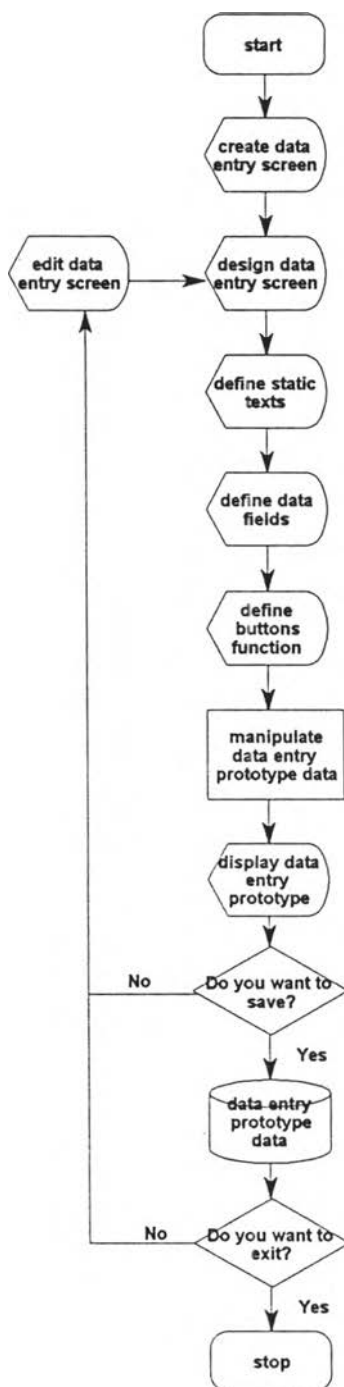 start
create data
entry screen
edit data
entry screen
design data
entry screen
define static
texts
define data
fields
define
buttons
function
manipulate
data entry
prototype data
display data
entry
prototype
No
Do you want to
save?
Yes
data entry
prototype
data
No
Do you want to
exit?
Yes
stop